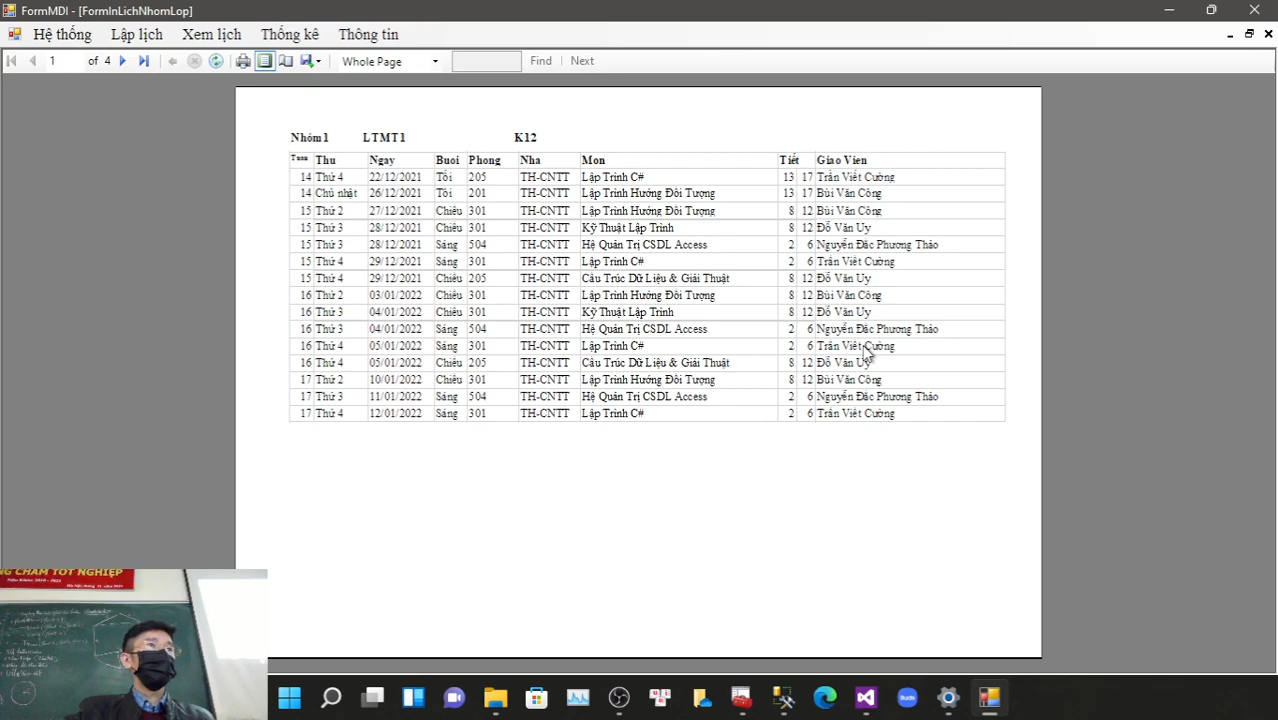 FormMDI - [FormInLichNhomLop]
Hệ thống Lập lịch Xem lịch Thống kê Thông tin
1 of 4 Whole Page Find Next
Nhóm1 LTMT1 K12
Tuan Thu Ngay Buoi Phong Nha Mon Tiết Giao Vien
14 Thứ 4 22/12/2021 Tối 205 TH-CNTT Lập Trình C# 13 17 Trần Viết Cường
14 Chủ nhật 26/12/2021 Tối 201 TH-CNTT Lập Trình Hướng Đối Tượng 13 17 Bùi Văn Công
15 Thứ 2 27/12/2021 Chiều 301 TH-CNTT Lập Trình Hướng Đối Tượng 8 12 Bùi Văn Công
15 Thứ 3 28/12/2021 Chiều 301 TH-CNTT Kỹ Thuật Lập Trình 8 12 Đỗ Văn Uy
15 Thứ 3 28/12/2021 Sáng 504 TH-CNTT Hệ Quản Trị CSDL Access 2 6 Nguyễn Đắc Phương Thảo
15 Thứ 4 29/12/2021 Sáng 301 TH-CNTT Lập Trình C# 2 6 Trần Viết Cường
15 Thứ 4 29/12/2021 Chiều 205 TH-CNTT Cấu Trúc Dữ Liệu & Giải Thuật 8 12 Đỗ Văn Uy
16 Thứ 2 03/01/2022 Chiều 301 TH-CNTT Lập Trình Hướng Đối Tượng 8 12 Bùi Văn Công
16 Thứ 3 04/01/2022 Chiều 301 TH-CNTT Kỹ Thuật Lập Trình 8 12 Đỗ Văn Uy
16 Thứ 3 04/01/2022 Sáng 504 TH-CNTT Hệ Quản Trị CSDL Access 2 6 Nguyễn Đắc Phương Thảo
16 Thứ 4 05/01/2022 Sáng 301 TH-CNTT Lập Trình C# 2 6 Trần Viết Cường
16 Thứ 4 05/01/2022 Chiều 205 TH-CNTT Cấu Trúc Dữ Liệu & Giải Thuật 8 12 Đỗ Văn Uy
17 Thứ 2 10/01/2022 Chiều 301 TH-CNTT Lập Trình Hướng Đối Tượng 8 12 Bùi Văn Công
17 Thứ 3 11/01/2022 Sáng 504 TH-CNTT Hệ Quản Trị CSDL Access 2 6 Nguyễn Đắc Phương Thảo
17 Thứ 4 12/01/2022 Sáng 301 TH-CNTT Lập Trình C# 2 6 Trần Viết Cường
CHẤM TỐT NGHIỆP